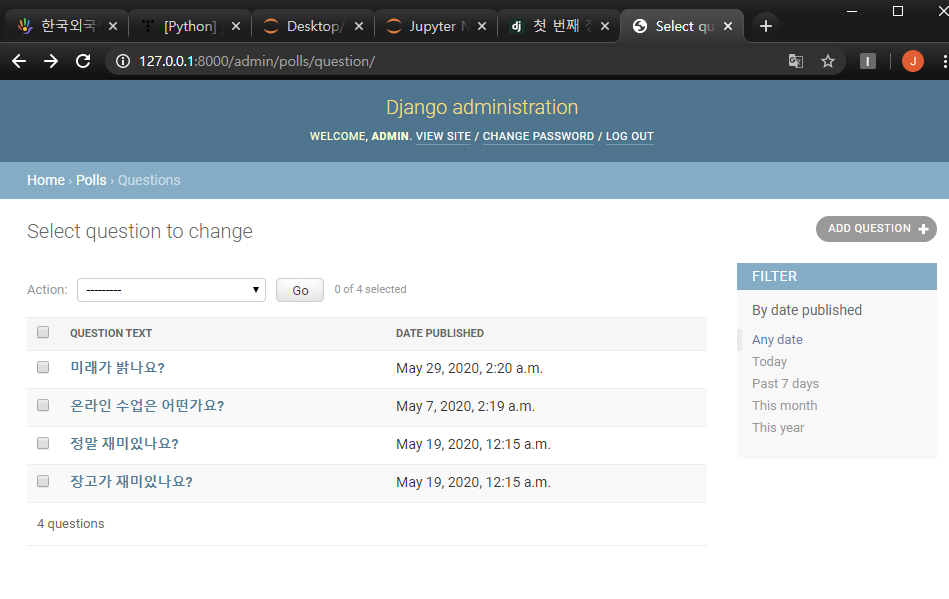 한국외국 [Python] Desktop/ Jupyter N 첫 번째 Select qu
127.0.0.1:8000/admin/polls/question/ J
Django administration
WELCOME, ADMIN. VIEW SITE / CHANGE PASSWORD / LOG OUT
Home › Polls › Questions
Select question to change
ADD QUESTION +
Action: --------- Go 0 of 4 selected
QUESTION TEXT DATE PUBLISHED
미래가 밝나요? May 29, 2020, 2:20 a.m.
온라인 수업은 어떤가요? May 7, 2020, 2:19 a.m.
정말 재미있나요? May 19, 2020, 12:15 a.m.
장고가 재미있나요? May 19, 2020, 12:15 a.m.
4 questions
FILTER
By date published
Any date
Today
Past 7 days
This month
This year